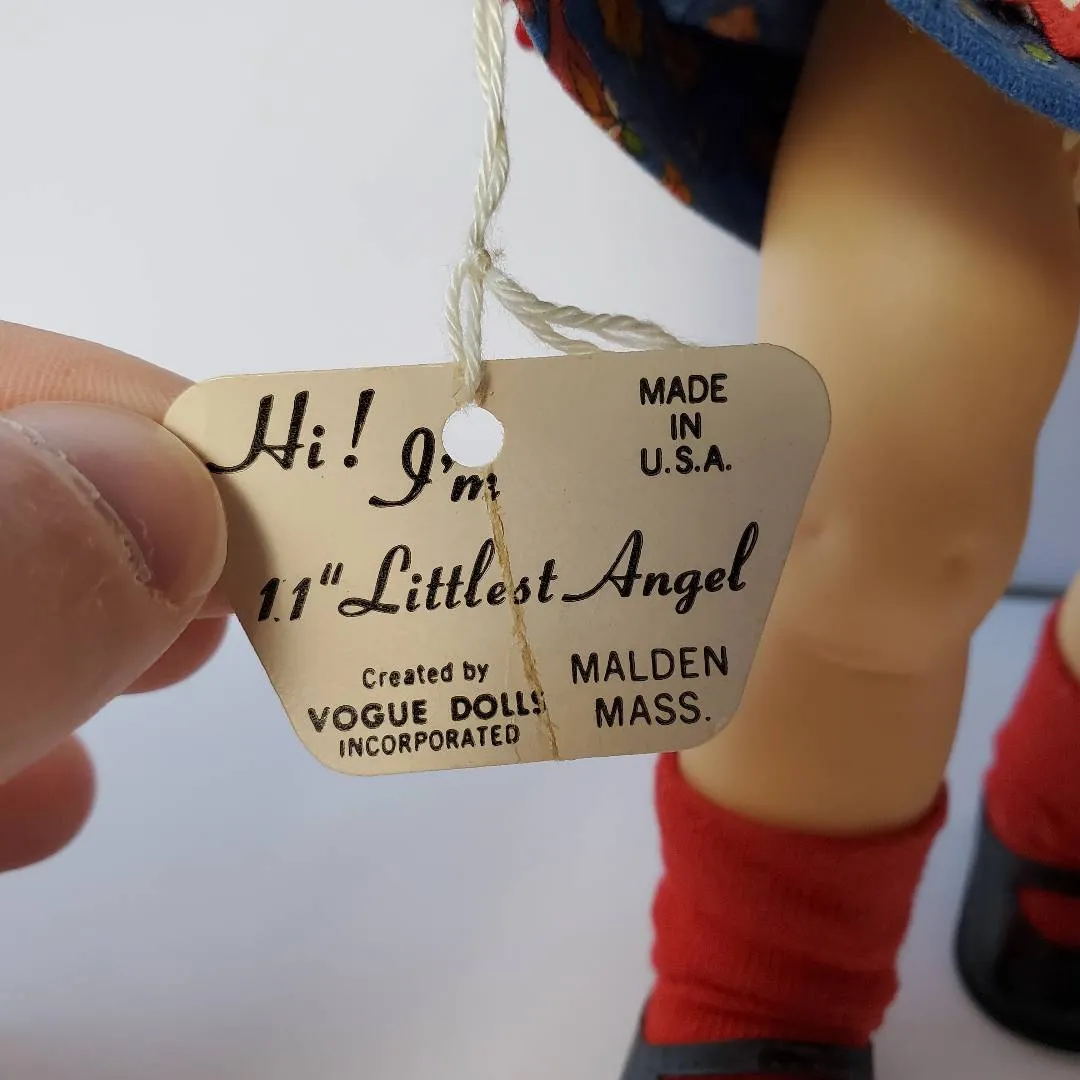 Hi! I'm
11" Littlest Angel
Created by
VOGUE DOLLS
INCORPORATED
MADE
IN
U.S.A.
MALDEN
MASS.